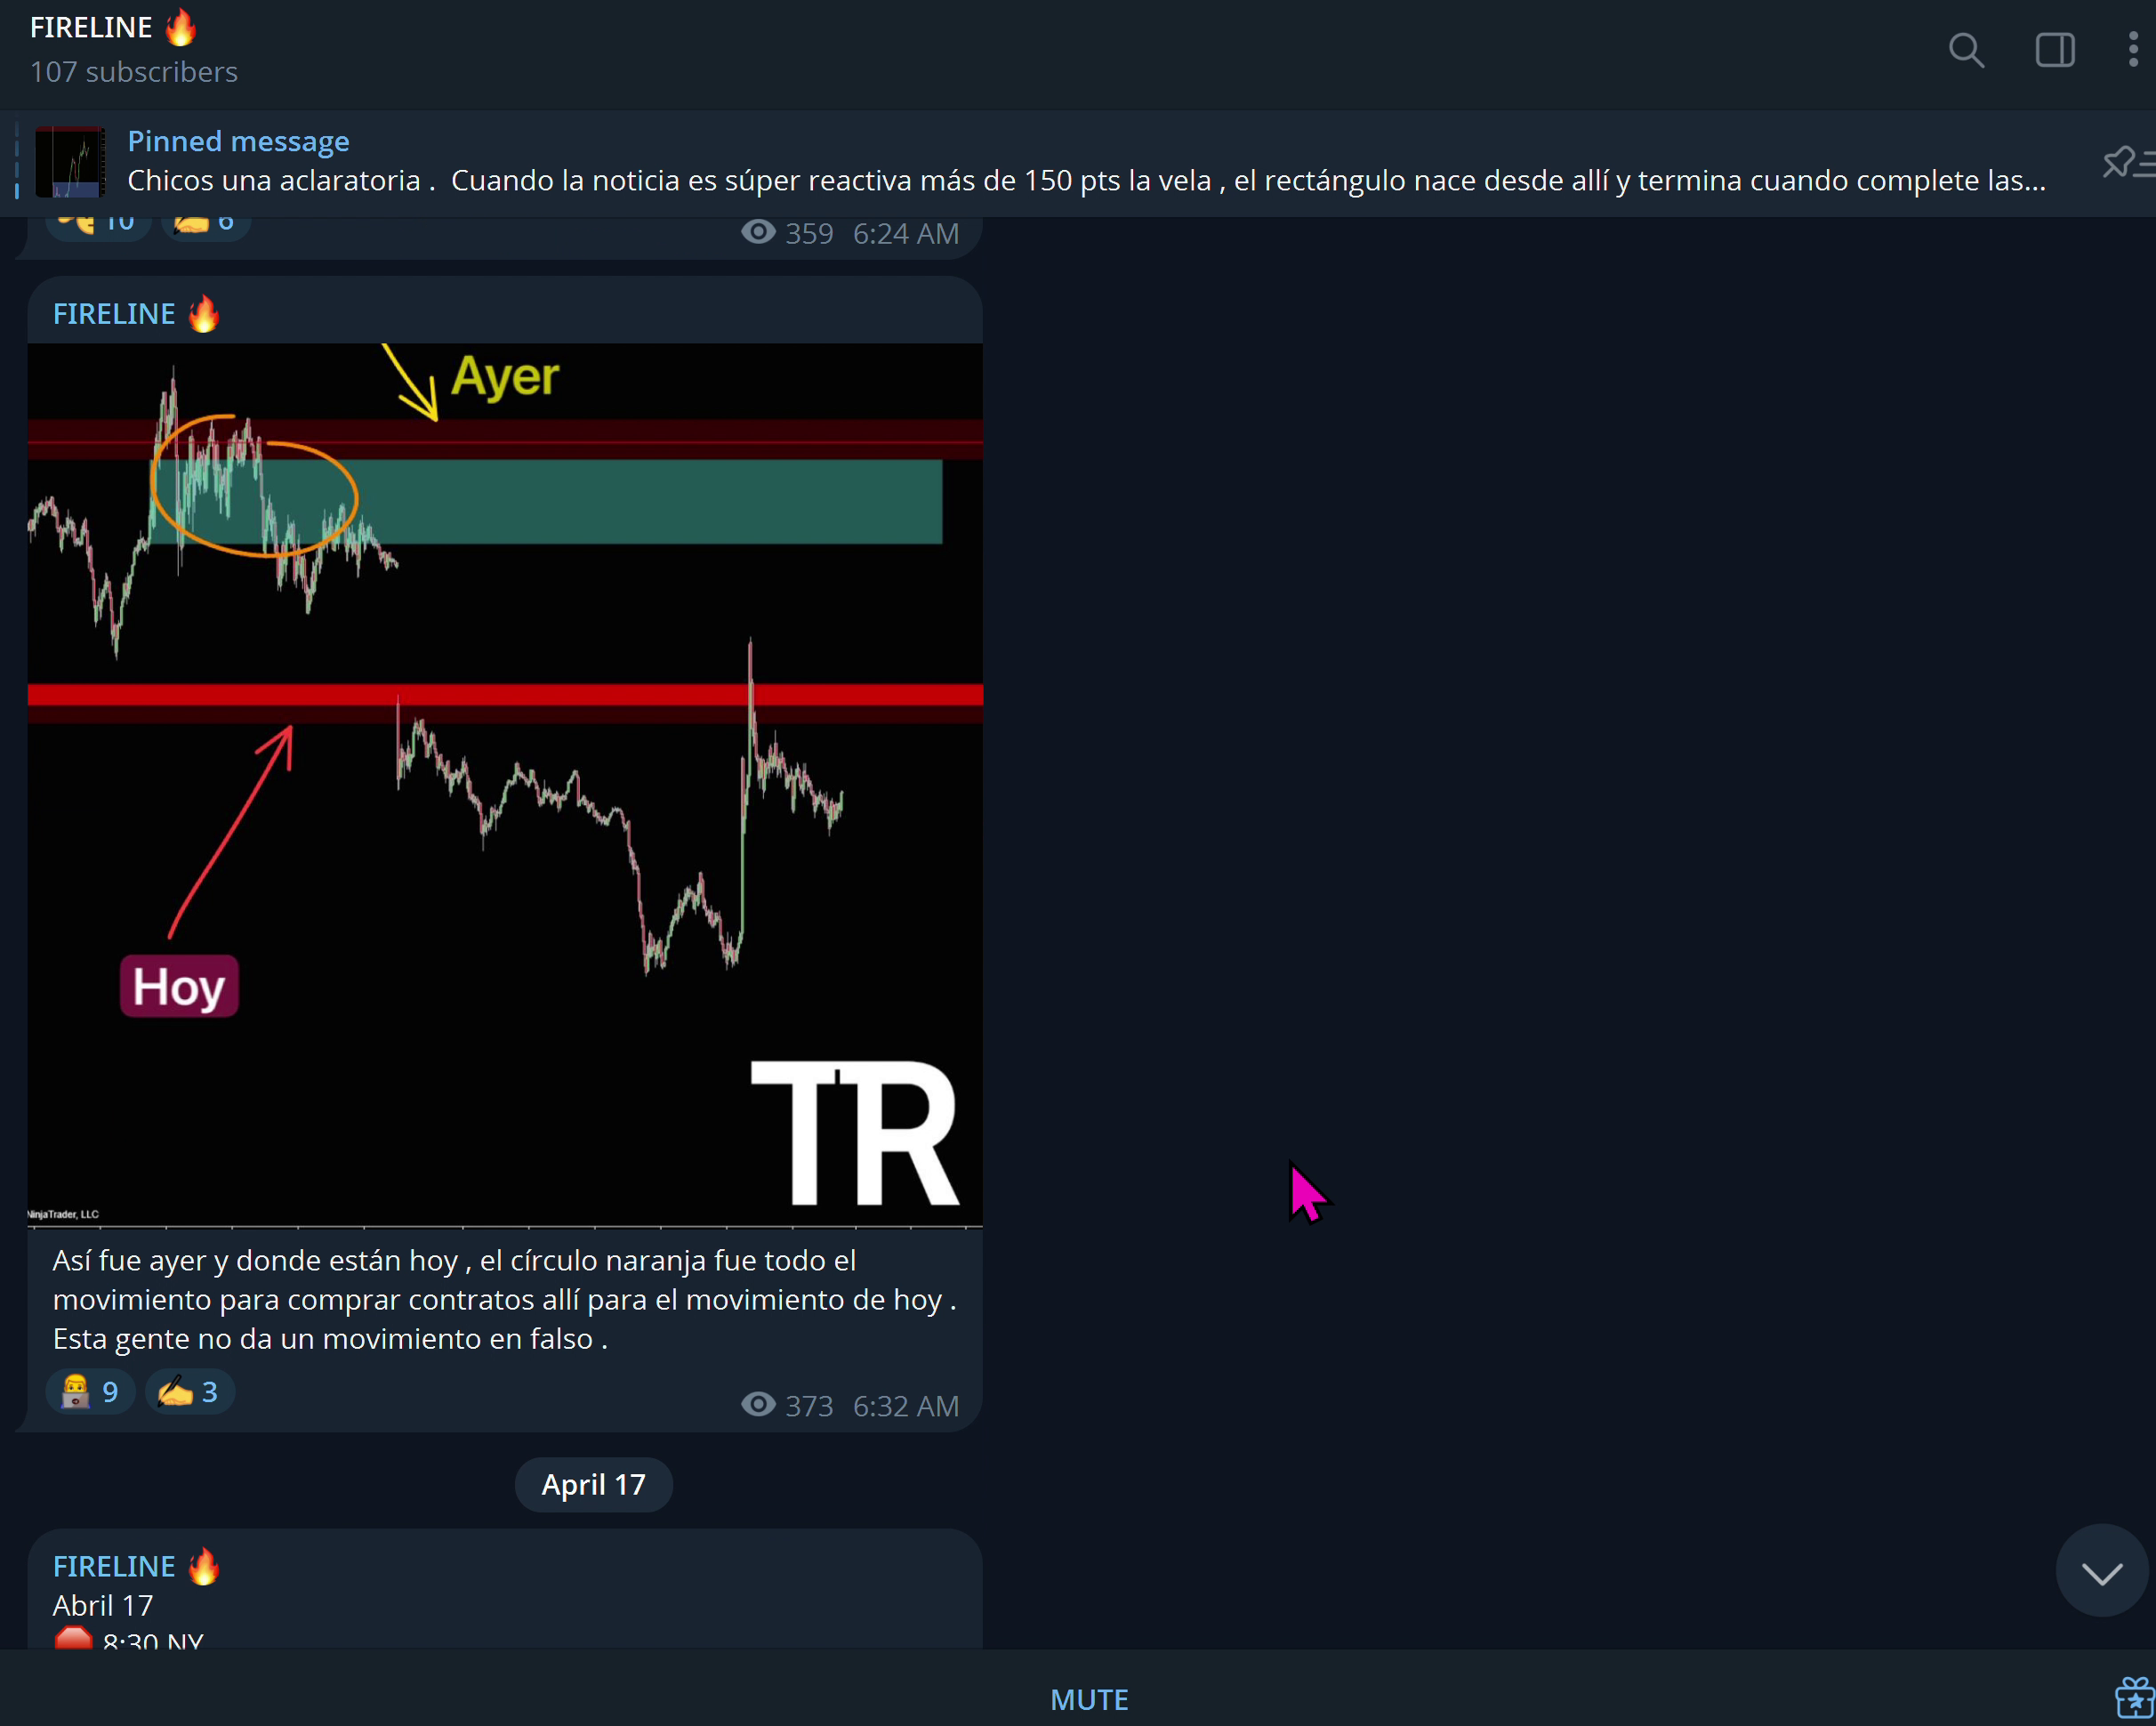 FIRELINE 🔥
107 subscribers
Pinned message
Chicos una aclaratoria . Cuando la noticia es súper reactiva más de 150 pts la vela , el rectángulo nace desde allí y termina cuando complete las...
10 6
359 6:24 AM
FIRELINE 🔥
Ayer
Hoy
TR
NinjaTrader, LLC
Así fue ayer y donde están hoy , el círculo naranja fue todo el
movimiento para comprar contratos allí para el movimiento de hoy .
Esta gente no da un movimiento en falso .
9 3
373 6:32 AM
April 17
FIRELINE 🔥
Abril 17
8:30 NY
MUTE